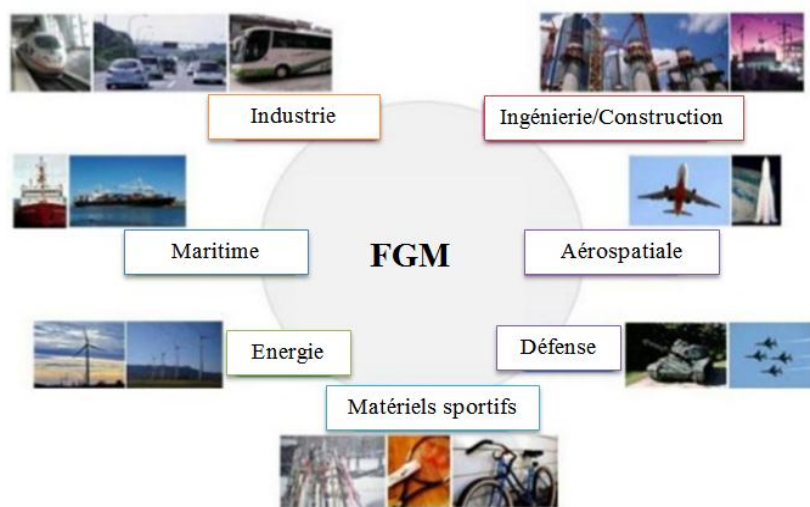 Industrie
Ingénierie/Construction
Maritime
FGM
Aérospatiale
Energie
Défense
Matériels sportifs